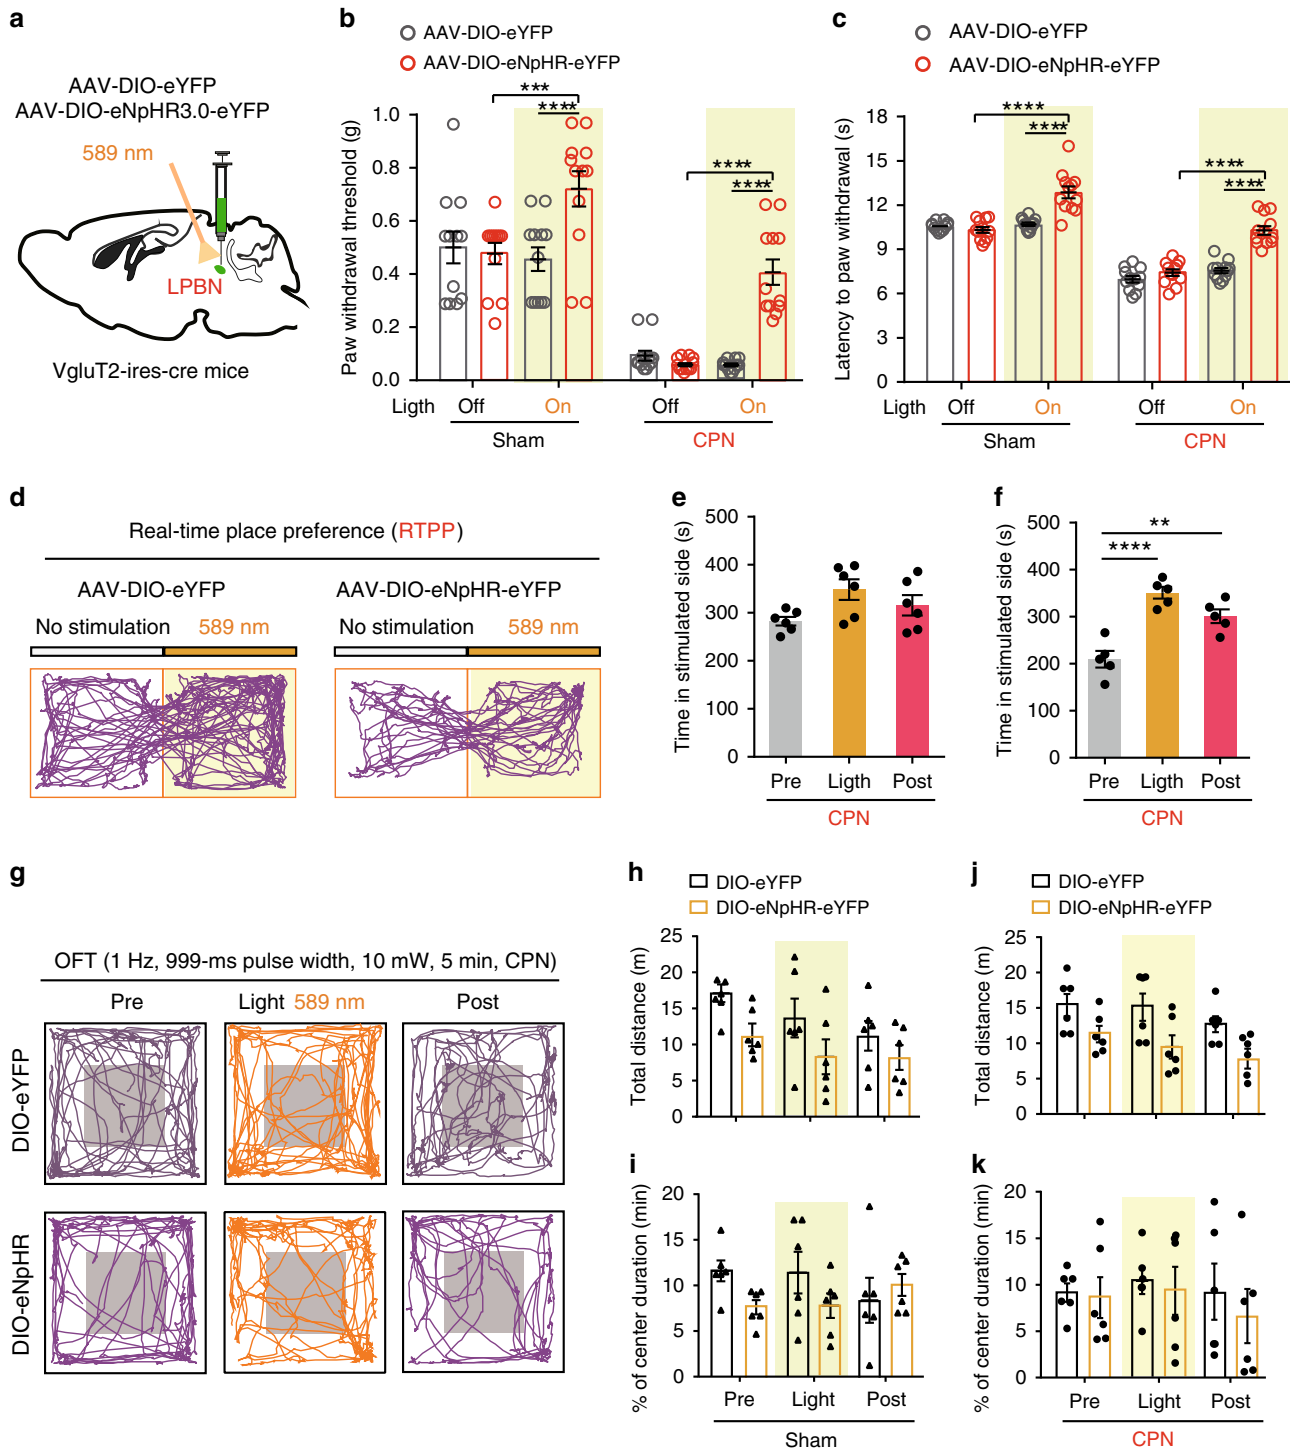 a
AAV-DIO-eYFP
AAV-DIO-eNpHR3.0-eYFP
589 nm
LPBN
VgluT2-ires-cre mice
b
AAV-DIO-eYFP
AAV-DIO-eNpHR-eYFP
Paw withdrawal threshold (g)
1.0
0.8
0.6
0.4
0.2
0.0
***
****
****
****
Ligth Off On Off On
Sham CPN
c
AAV-DIO-eYFP
AAV-DIO-eNpHR-eYFP
Latency to paw withdrawal (s)
18
15
12
9
6
3
0
****
****
****
****
Ligth Off On Off On
Sham CPN
d
Real-time place preference (RTPP)
AAV-DIO-eYFP AAV-DIO-eNpHR-eYFP
No stimulation 589 nm No stimulation 589 nm
e
Time in stimulated side (s)
500
400
300
200
100
0
Pre Ligth Post
CPN
f
Time in stimulated side (s)
500
400
300
200
100
0
**
****
Pre Ligth Post
CPN
g
OFT (1 Hz, 999-ms pulse width, 10 mW, 5 min, CPN)
Pre Light 589 nm Post
DIO-eYFP
DIO-eNpHR
h
DIO-eYFP
DIO-eNpHR-eYFP
Total distance (m)
25
20
15
10
5
0
i
% of center duration (min)
20
15
10
5
0
Pre Light Post
Sham
j
DIO-eYFP
DIO-eNpHR-eYFP
Total distance (m)
25
20
15
10
5
0
k
% of center duration (min)
20
15
10
5
0
Pre Light Post
CPN